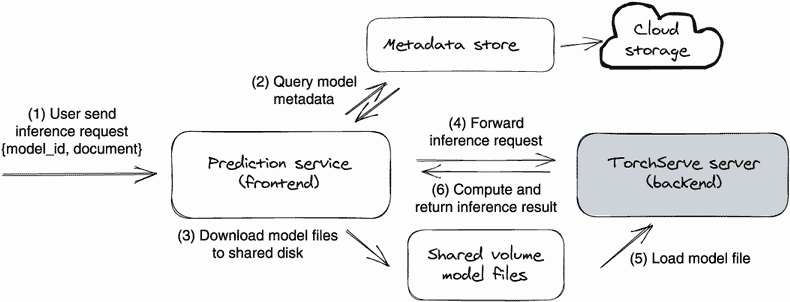 Metadata store
Cloud
storage
(2) Query model
metadata
(1) User send
inference request
{model_id, document}
Prediction service
(frontend)
(4) Forward
inference request
TorchServe server
(backend)
(6) Compute and
return inference result
(3) Download model files
to shared disk
Shared volume
model files
(5) Load model file